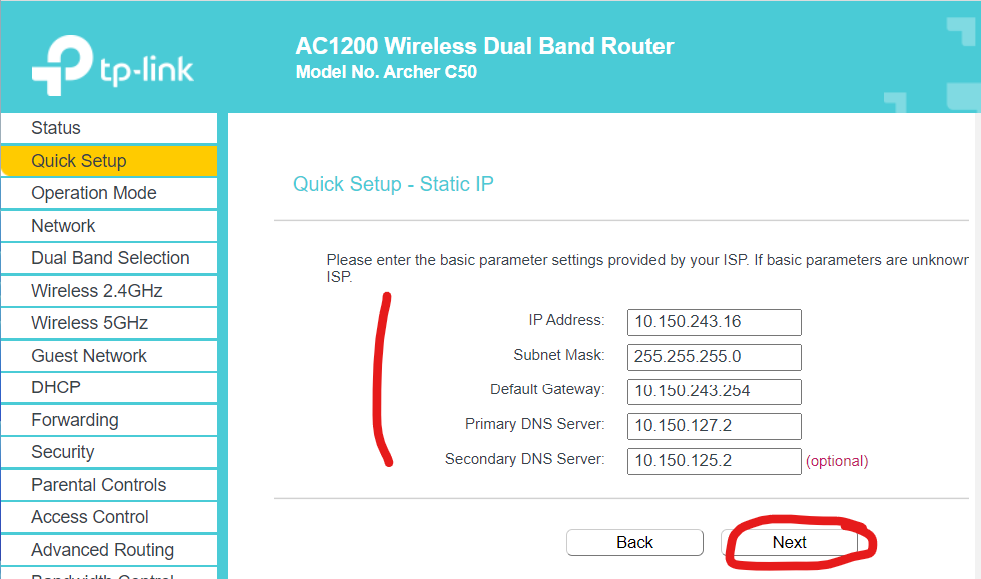 tp-link
AC1200 Wireless Dual Band Router
Model No. Archer C50
Status
Quick Setup
Operation Mode
Network
Dual Band Selection
Wireless 2.4GHz
Wireless 5GHz
Guest Network
DHCP
Forwarding
Security
Parental Controls
Access Control
Advanced Routing
Bandwidth Control
Quick Setup - Static IP
Please enter the basic parameter settings provided by your ISP. If basic parameters are unknown
ISP.
IP Address: 10.150.243.16
Subnet Mask: 255.255.255.0
Default Gateway: 10.150.243.254
Primary DNS Server: 10.150.127.2
Secondary DNS Server: 10.150.125.2 (optional)
Back Next